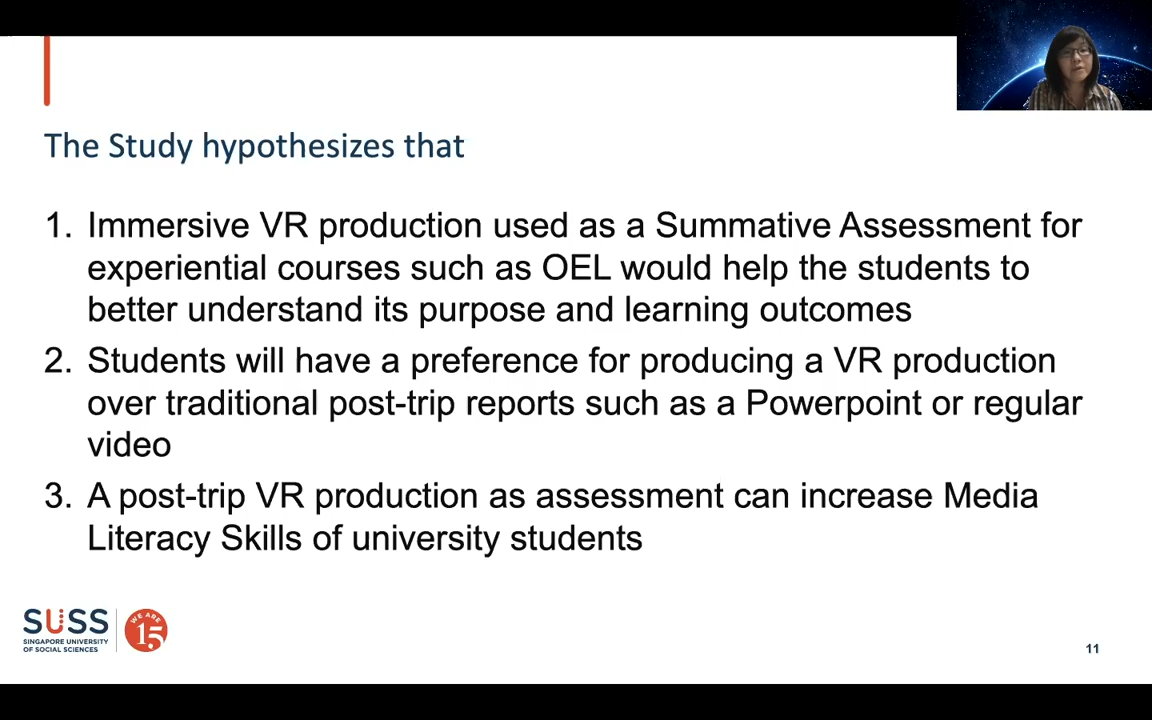 The Study hypothesizes that
1. Immersive VR production used as a Summative Assessment for
experiential courses such as OEL would help the students to
better understand its purpose and learning outcomes
2. Students will have a preference for producing a VR production
over traditional post-trip reports such as a Powerpoint or regular
video
3. A post-trip VR production as assessment can increase Media
Literacy Skills of university students
SUSS
SINGAPORE UNIVERSITY
OF SOCIAL SCIENCES
WE ARE
15
11